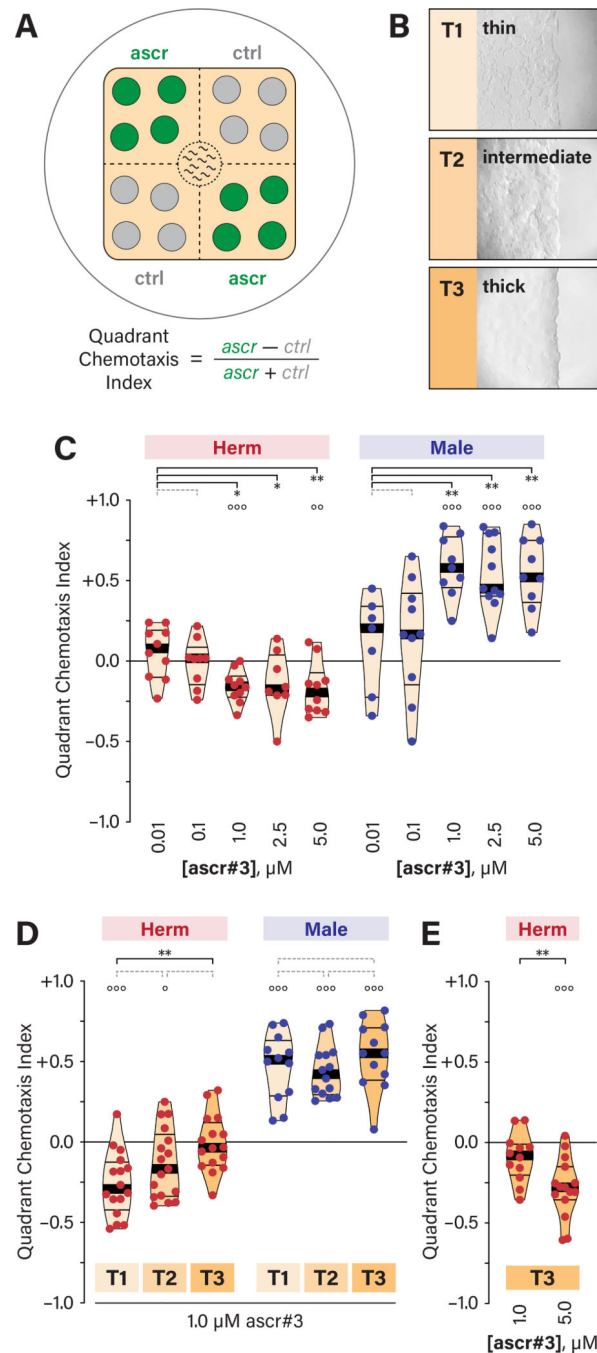 A
ascr
ctrl
ctrl
ascr
Quadrant
Chemotaxis
Index
=
ascr — ctrl
ascr + ctrl
B
T1
thin
T2
intermediate
T3
thick
C
Herm
Male
*
*
**
**
**
**
°°°
°°
°°°
°°°
°°°
Quadrant Chemotaxis Index
+1.0
+0.5
0.0
−0.5
−1.0
0.01
0.1
1.0
2.5
5.0
0.01
0.1
1.0
2.5
5.0
[ascr#3], µM
[ascr#3], µM
D
Herm
Male
**
°°°
°
°°°
°°°
°°°
Quadrant Chemotaxis Index
+1.0
+0.5
0.0
−0.5
−1.0
T1
T2
T3
T1
T2
T3
1.0 µM ascr#3
E
Herm
**
°°°
Quadrant Chemotaxis Index
+1.0
+0.5
0.0
−0.5
−1.0
T3
1.0
5.0
[ascr#3], µM